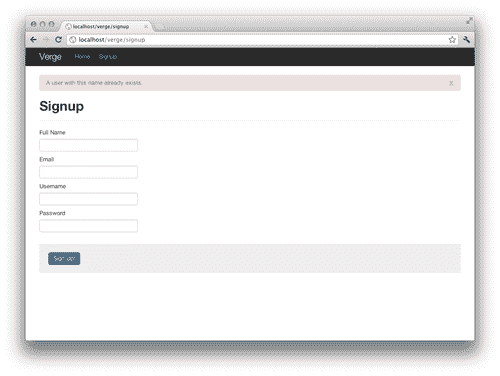 localhost/verge/signup
localhost/verge/signup
Verge Home Signup
A user with this name already exists. X
Signup
Full Name
Email
Username
Password
Sign Up!